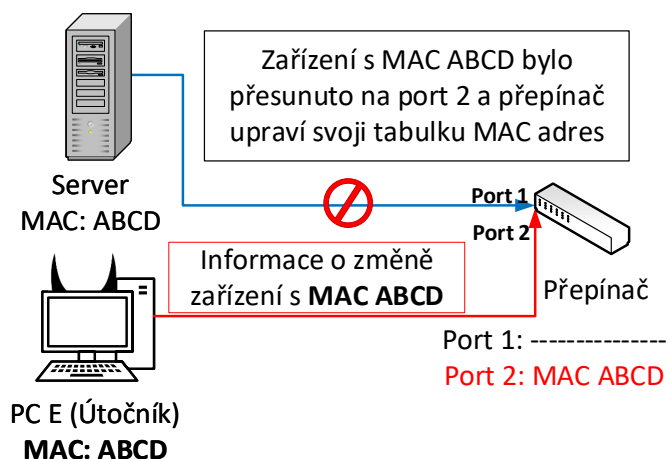 Zařízení s MAC ABCD bylo
přesunuto na port 2 a přepínač
upraví svoji tabulku MAC adres
Server
MAC: ABCD
Port 1
Port 2
Informace o změně
zařízení s MAC ABCD
Přepínač
Port 1: ---------------
Port 2: MAC ABCD
PC E (Útočník)
MAC: ABCD